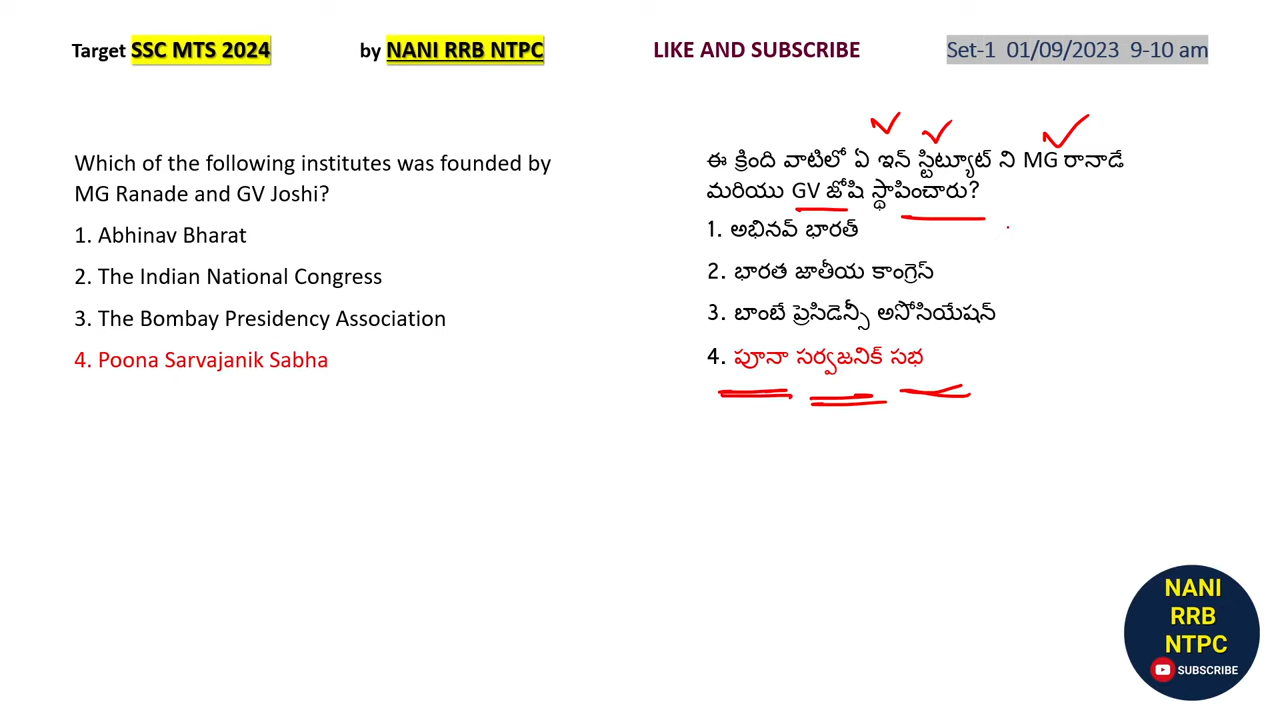 Target SSC MTS 2024 by NANI RRB NTPC LIKE AND SUBSCRIBE Set-1 01/09/2023 9-10 am
Which of the following institutes was founded by
MG Ranade and GV Joshi?
1. Abhinav Bharat
2. The Indian National Congress
3. The Bombay Presidency Association
4. Poona Sarvajanik Sabha
ఈ క్రింది వాటిలో ఏ ఇన్ స్టిట్యూట్ ని MG రానాడే
మరియు GV జోషి స్థాపించారు?
1. అభినవ్ భారత్
2. భారత జాతీయ కాంగ్రెస్
3. బాంబే ప్రెసిడెన్సీ అసోసియేషన్
4. పూనా సర్వజనిక్ సభ
NANI
RRB
NTPC
SUBSCRIBE